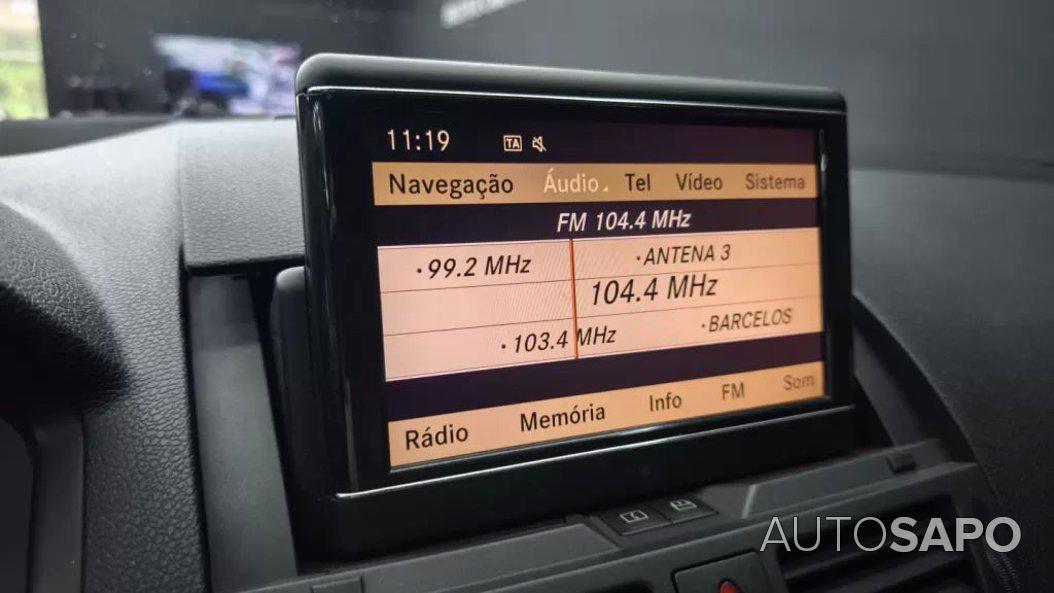 11:19 TA
Navegação Áudio Tel Vídeo Sistema
FM 104.4 MHz
·99.2 MHz ·ANTENA 3
104.4 MHz
·103.4 MHz ·BARCELOS
Rádio Memória Info FM Som
AUTOSAPO